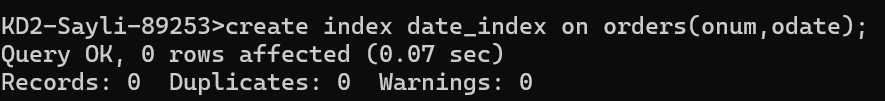 KD2-Sayli-89253>create index date_index on orders(onum,odate);
Query OK, 0 rows affected (0.07 sec)
Records: 0  Duplicates: 0  Warnings: 0